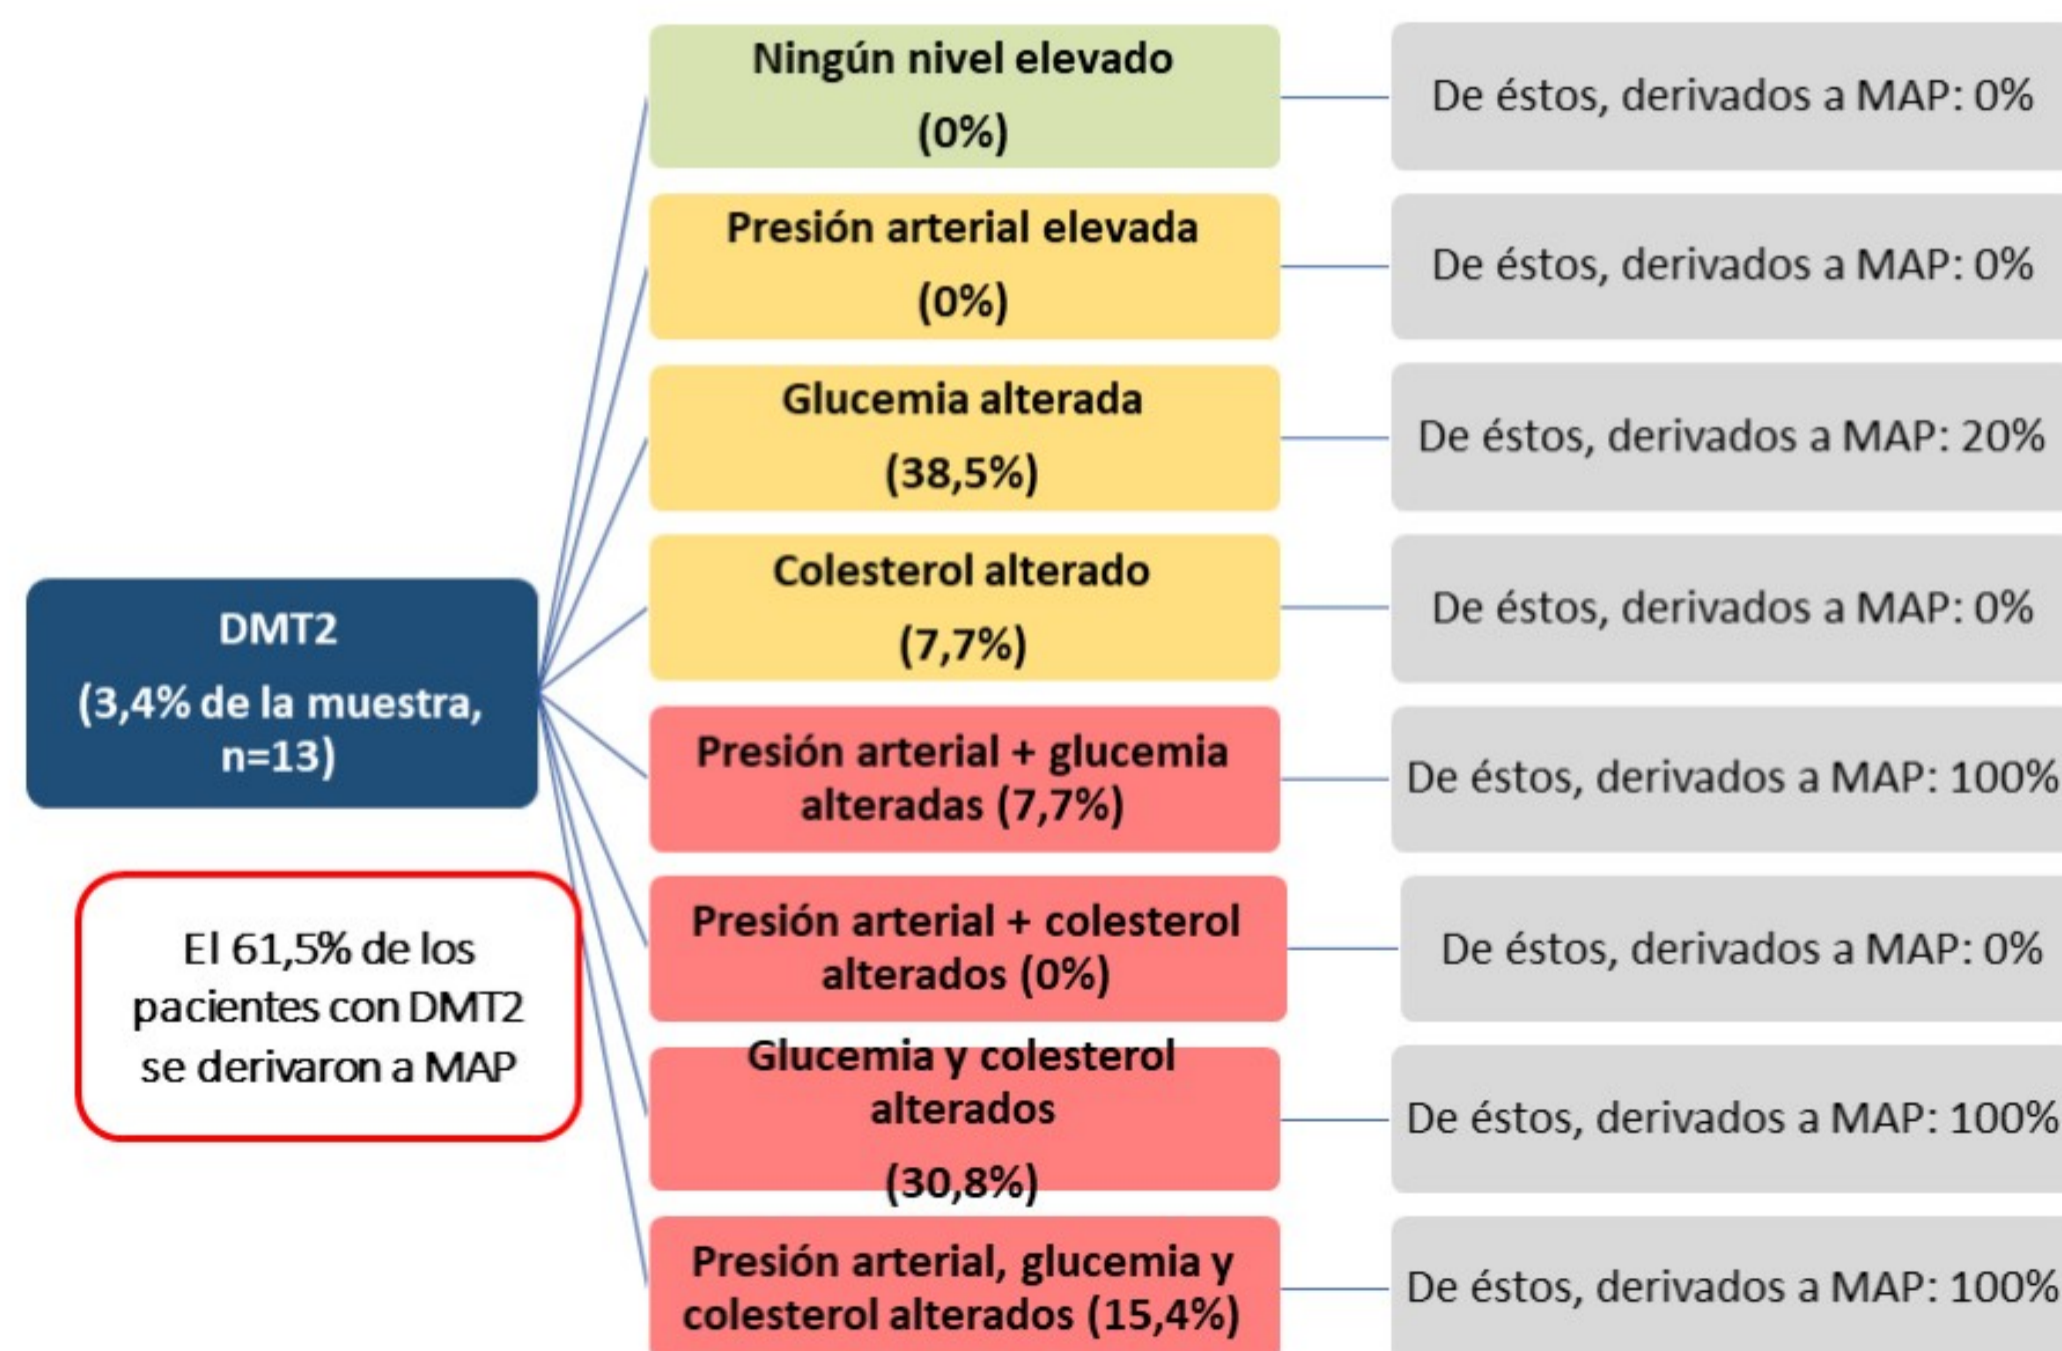 DMT2
(3,4% de la muestra,
n=13)
El 61,5% de los
pacientes con DMT2
se derivaron a MAP
Ningún nivel elevado
(0%)
De éstos, derivados a MAP: 0%
Presión arterial elevada
(0%)
De éstos, derivados a MAP: 0%
Glucemia alterada
(38,5%)
De éstos, derivados a MAP: 20%
Colesterol alterado
(7,7%)
De éstos, derivados a MAP: 0%
Presión arterial + glucemia
alteradas (7,7%)
De éstos, derivados a MAP: 100%
Presión arterial + colesterol
alterados (0%)
De éstos, derivados a MAP: 0%
Glucemia y colesterol
alterados
(30,8%)
De éstos, derivados a MAP: 100%
Presión arterial, glucemia y
colesterol alterados (15,4%)
De éstos, derivados a MAP: 100%